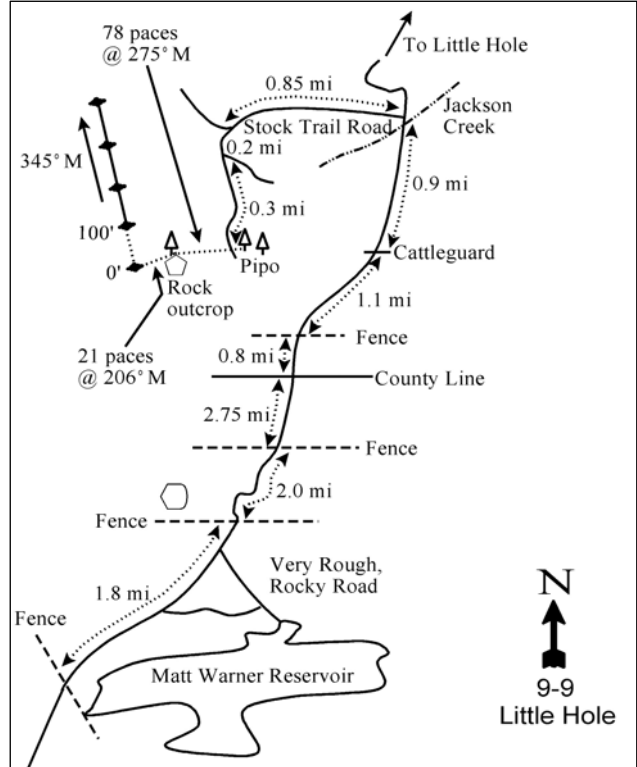 78 paces
@ 275° M
To Little Hole
0.85 mi
Jackson
Creek
Stock Trail Road
345° M
0.2 mi
0.9 mi
0.3 mi
100'
0'
Pipo
Cattleguard
Rock
outcrop
1.1 mi
21 paces
@ 206° M
Fence
0.8 mi
County Line
2.75 mi
Fence
2.0 mi
Fence
Very Rough,
Rocky Road
1.8 mi
Fence
Matt Warner Reservoir
N
9-9
Little Hole